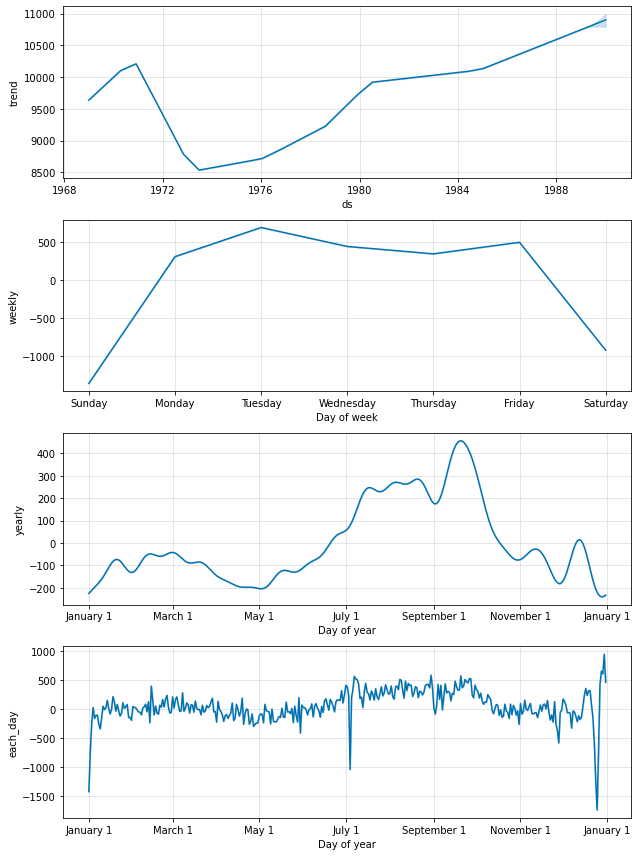 11000
10500
10000
9500
9000
8500
trend
1968 1972 1976 1980 1984 1988
ds
500
0
−500
−1000
weekly
Sunday Monday Tuesday Wednesday Thursday Friday Saturday
Day of week
400
300
200
100
0
−100
−200
yearly
January 1 March 1 May 1 July 1 September 1 November 1 January 1
Day of year
1000
500
0
−500
−1000
−1500
each_day
January 1 March 1 May 1 July 1 September 1 November 1 January 1
Day of year